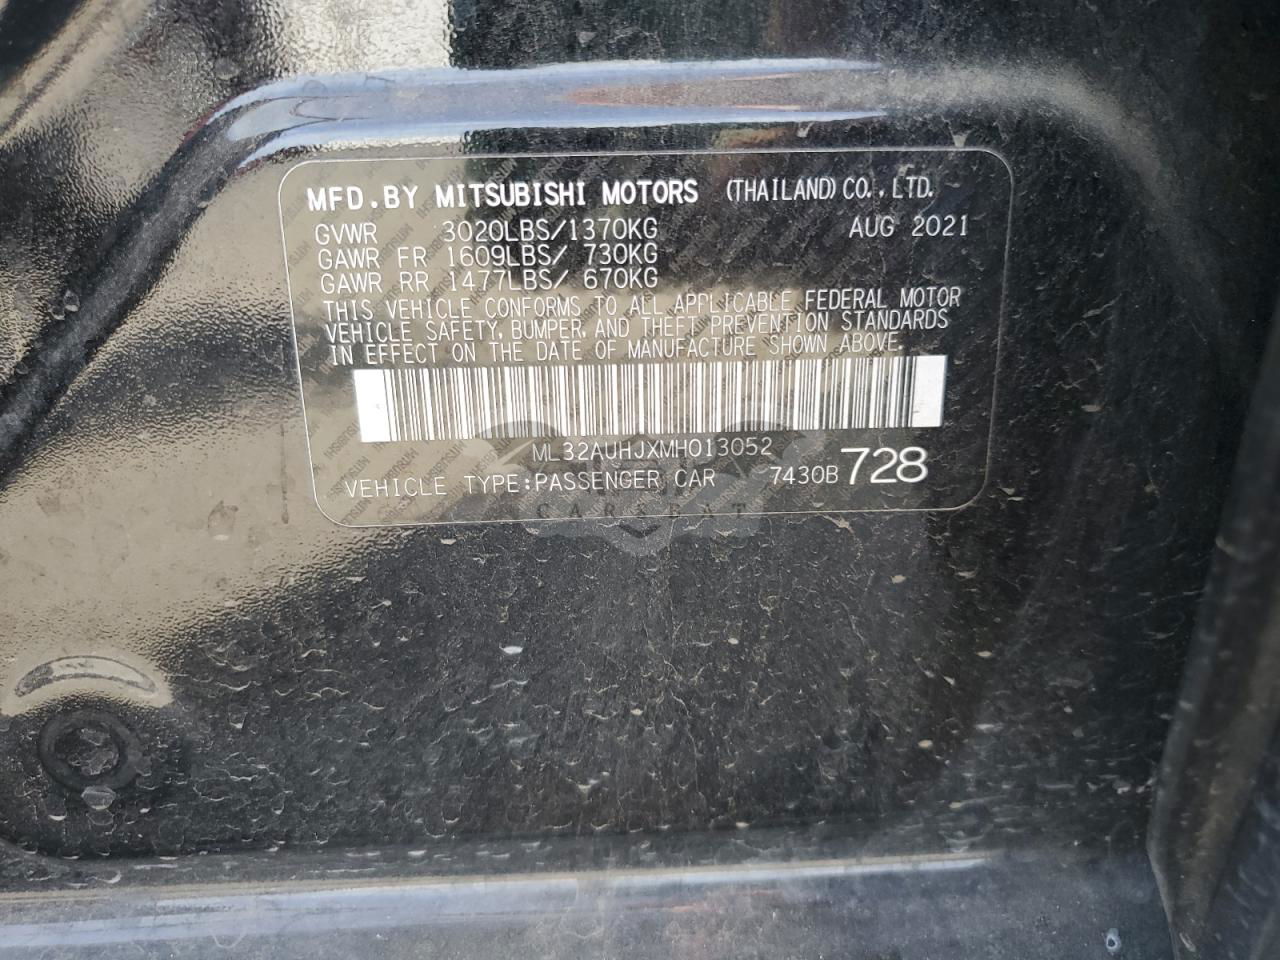 MFD.BY MITSUBISHI MOTORS (THAILAND) CO., LTD.
GVWR 3020LBS/1370KG AUG 2021
GAWR FR 1609LBS/ 730KG
GAWR RR 1477LBS/ 670KG
THIS VEHICLE CONFORMS TO ALL APPLICABLE FEDERAL MOTOR
VEHICLE SAFETY, BUMPER, AND THEFT PREVENTION STANDARDS
IN EFFECT ON THE DATE OF MANUFACTURE SHOWN ABOVE.
ML32AUHJXMH013052
VEHICLE TYPE:PASSENGER CAR 7430B 728
CARSBAT